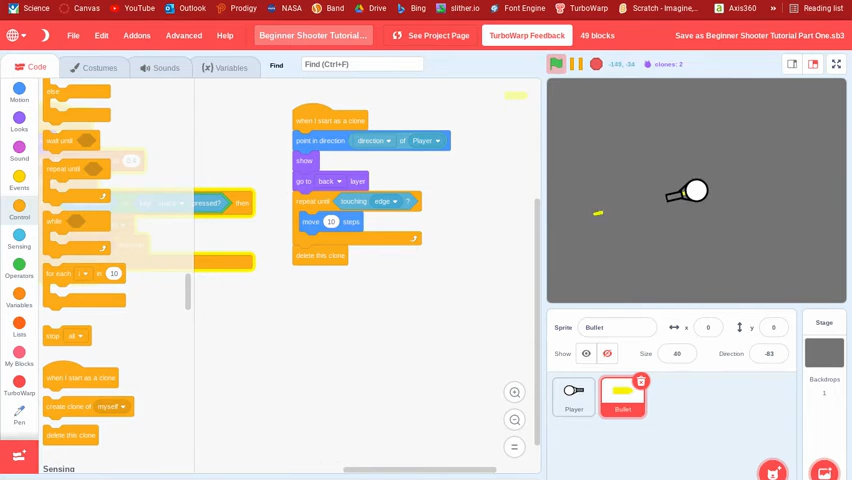 Science Canvas YouTube Outlook Prodigy NASA Band Drive Bing slither.io Font Engine TurboWarp Scratch - Imagine,... Axis360 Reading list
File Edit Addons Advanced Help Beginner Shooter Tutorial... See Project Page TurboWarp Feedback 49 blocks Save as Beginner Shooter Tutorial Part One.sb3
Code Costumes Sounds Variables Find Find (Ctrl+F) -148, -34 clones: 2
Motion
Looks
Sound
Events
Control
Sensing
Operators
Variables
Lists
My Blocks
TurboWarp
Pen
else
wait until
repeat until
while
for each i in 10
stop all
when I start as a clone
create clone of myself
delete this clone
Sensing
0.6
pressed? then
when I start as a clone
point in direction direction of Player
show
go to back layer
repeat until touching edge ?
move 10 steps
delete this clone
Sprite Bullet x 0 y 0
Show Size 40 Direction -83
Player
Bullet
Stage
Backdrops
1